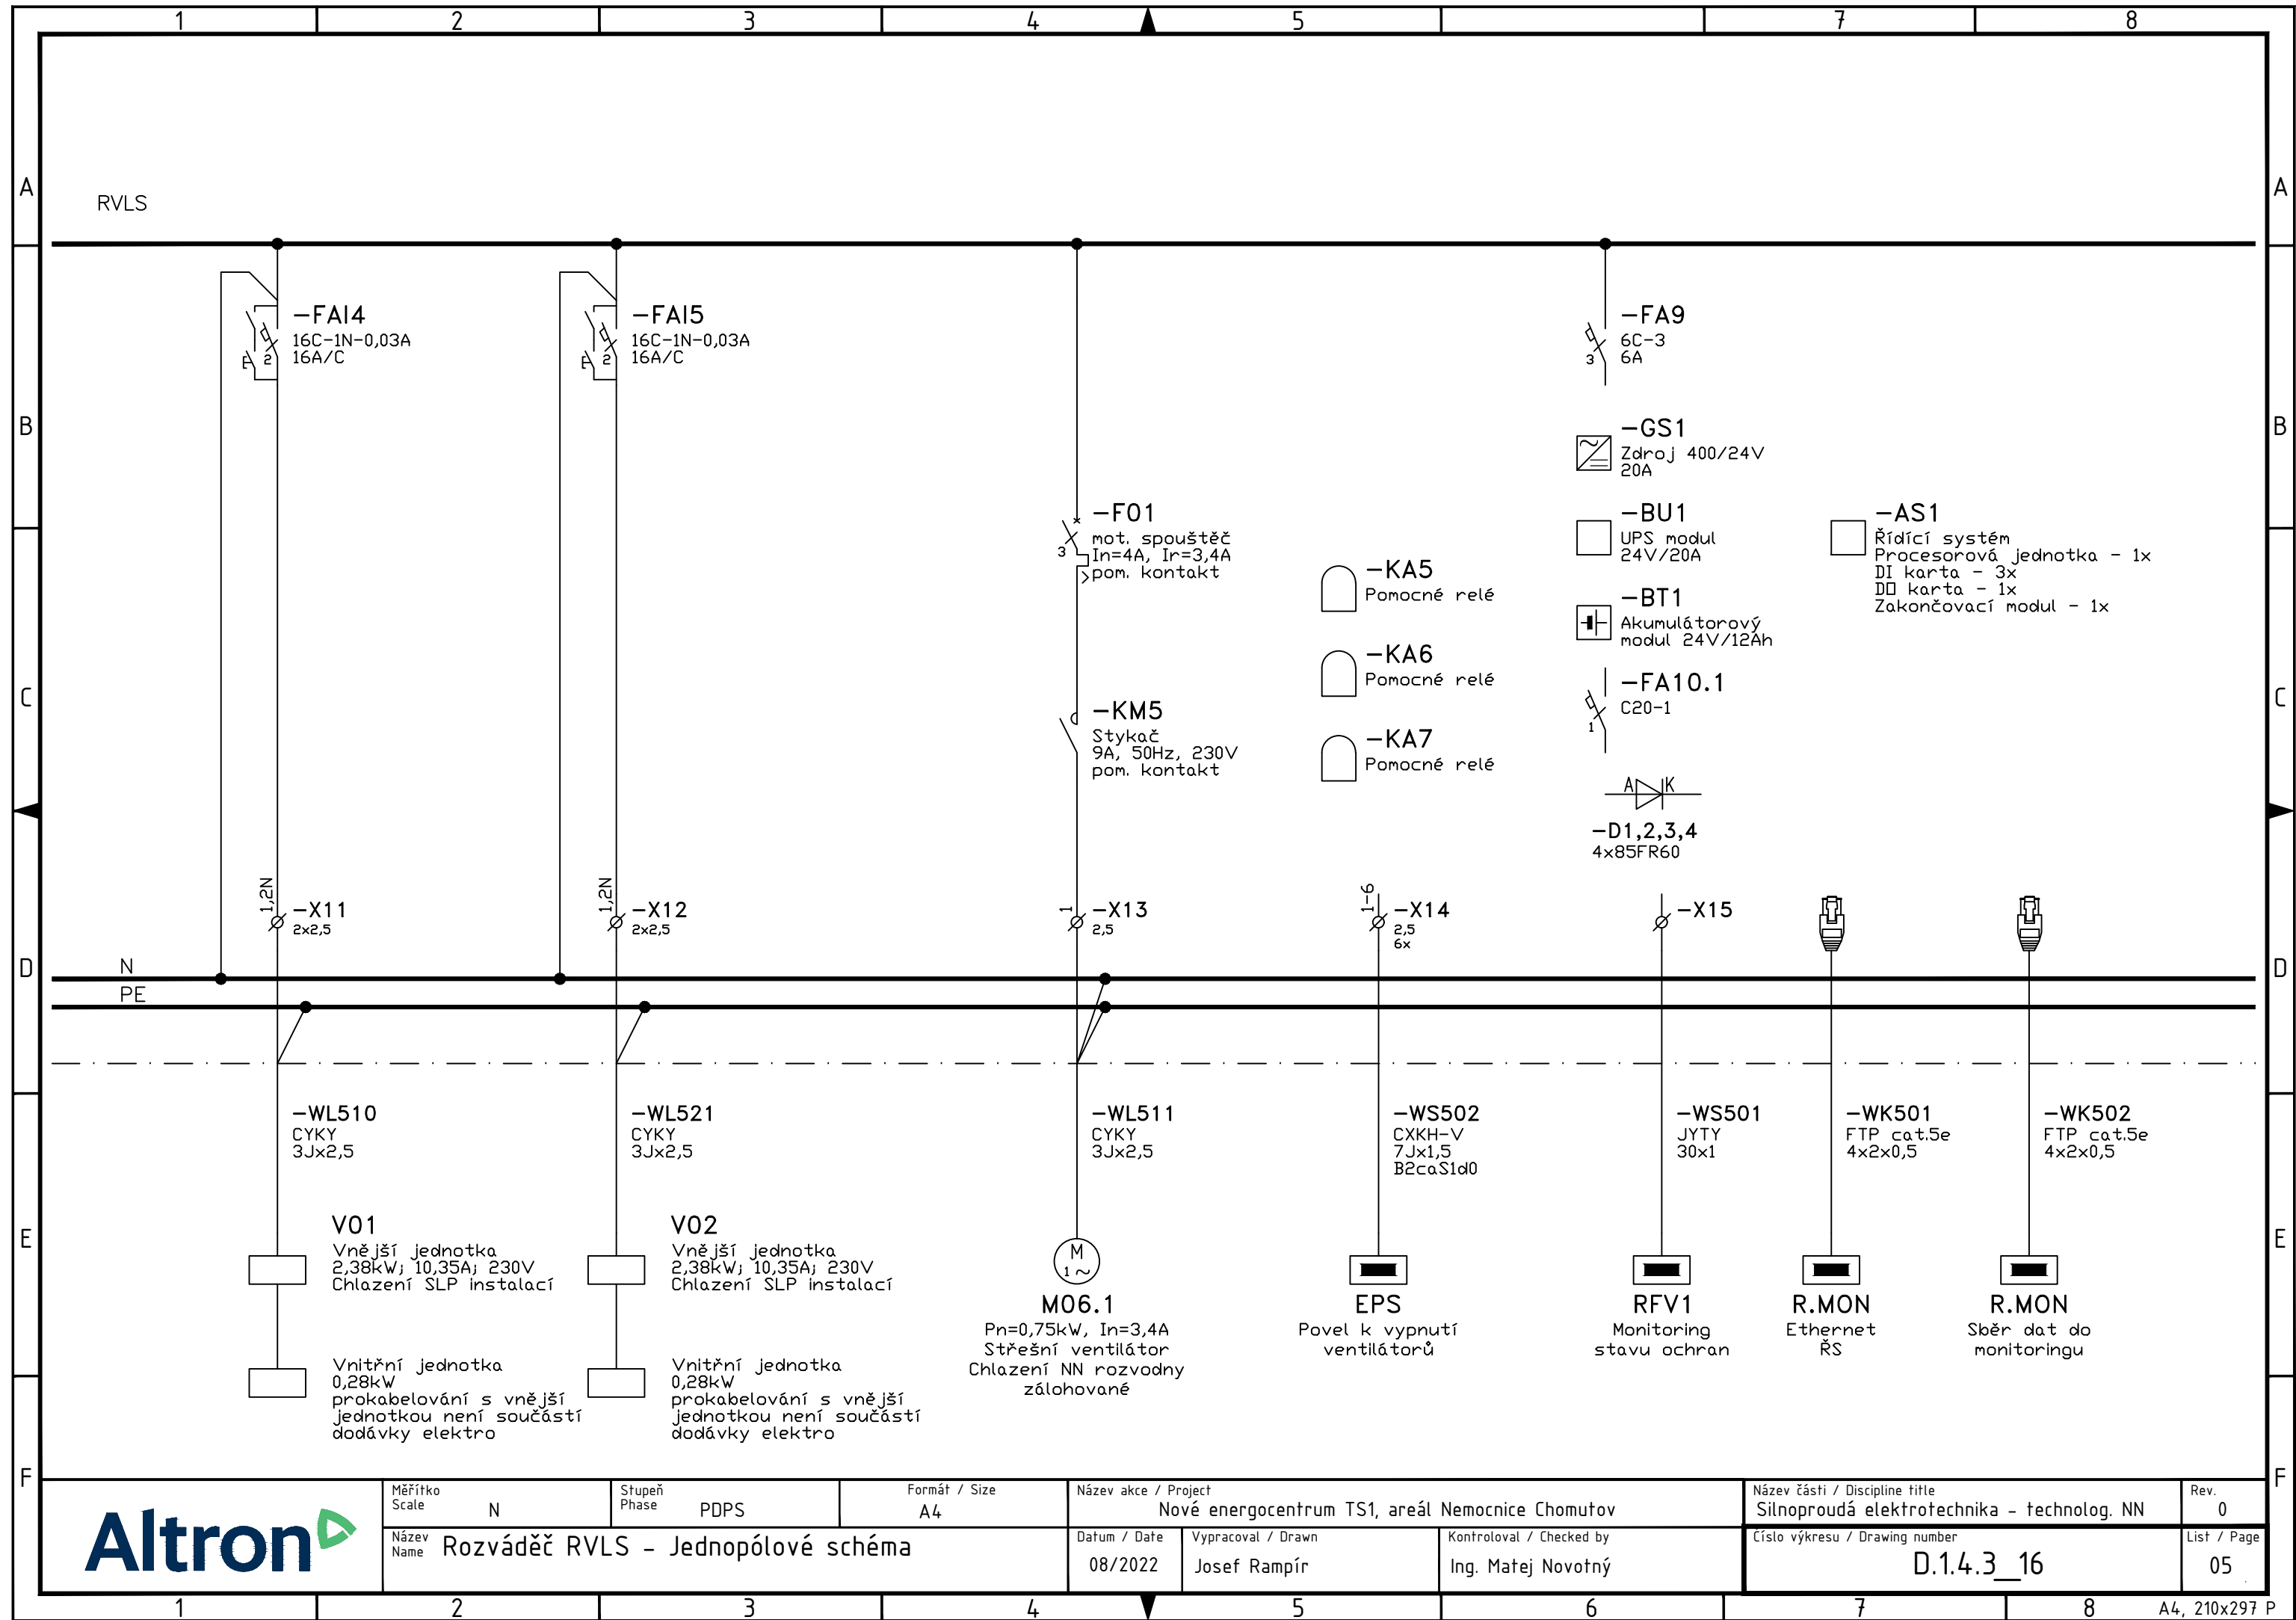 1 2 3 4 5 7 8
A A
RVLS
-FAI4
16C-1N-0,03A
16A/C
2
-FAI5
16C-1N-0,03A
16A/C
2
-FA9
6C-3
6A
3
B B
-GS1
Zdroj 400/24V
20A
-F01
mot. spouštěč
In=4A, Ir=3,4A
pom. kontakt
3
-BU1
UPS modul
24V/20A
-AS1
Řídící systém
Procesorová jednotka - 1x
DI karta - 3x
DO karta - 1x
Zakončovací modul - 1x
-KA5
Pomocné relé
-BT1
Akumulátorový
modul 24V/12Ah
-KA6
Pomocné relé
-FA10.1
C20-1
1
C C
-KM5
Stykač
9A, 50Hz, 230V
pom. kontakt
-KA7
Pomocné relé
A K
-D1,2,3,4
4x85FR60
1,2N
-X11
2x2,5
1,2N
-X12
2x2,5
1
-X13
2,5
1-6
-X14
2,5
6x
-X15
D D
N
PE
-WL510
CYKY
3Jx2,5
-WL521
CYKY
3Jx2,5
-WL511
CYKY
3Jx2,5
-WS502
CXKH-V
7Jx1,5
B2caS1d0
-WS501
JYTY
30x1
-WK501
FTP cat.5e
4x2x0,5
-WK502
FTP cat.5e
4x2x0,5
E E
V01
Vnější jednotka
2,38kW; 10,35A; 230V
Chlazení SLP instalací
V02
Vnější jednotka
2,38kW; 10,35A; 230V
Chlazení SLP instalací
M
1~
M06.1
Pn=0,75kW, In=3,4A
Střešní ventilátor
Chlazení NN rozvodny
zálohované
EPS
Povel k vypnutí
ventilátorů
RFV1
Monitoring
stavu ochran
R.MON
Ethernet
ŘS
R.MON
Sběr dat do
monitoringu
Vnitřní jednotka
0,28kW
prokabelování s vnější
jednotkou není součástí
dodávky elektro
Vnitřní jednotka
0,28kW
prokabelování s vnější
jednotkou není součástí
dodávky elektro
F F
Altron
Měřítko
Scale
N
Stupeň
Phase
PDPS
Formát / Size
A4
Název akce / Project
Nové energocentrum TS1, areál Nemocnice Chomutov
Název části / Discipline title
Silnoproudá elektrotechnika - technolog. NN
Rev.
0
Název
Name
Rozváděč RVLS - Jednopólové schéma
Datum / Date
08/2022
Vypracoval / Drawn
Josef Rampír
Kontroloval / Checked by
Ing. Matej Novotný
Číslo výkresu / Drawing number
D.1.4.3_16
List / Page
05
1 2 3 4 5 6 7 8
A4, 210x297 P